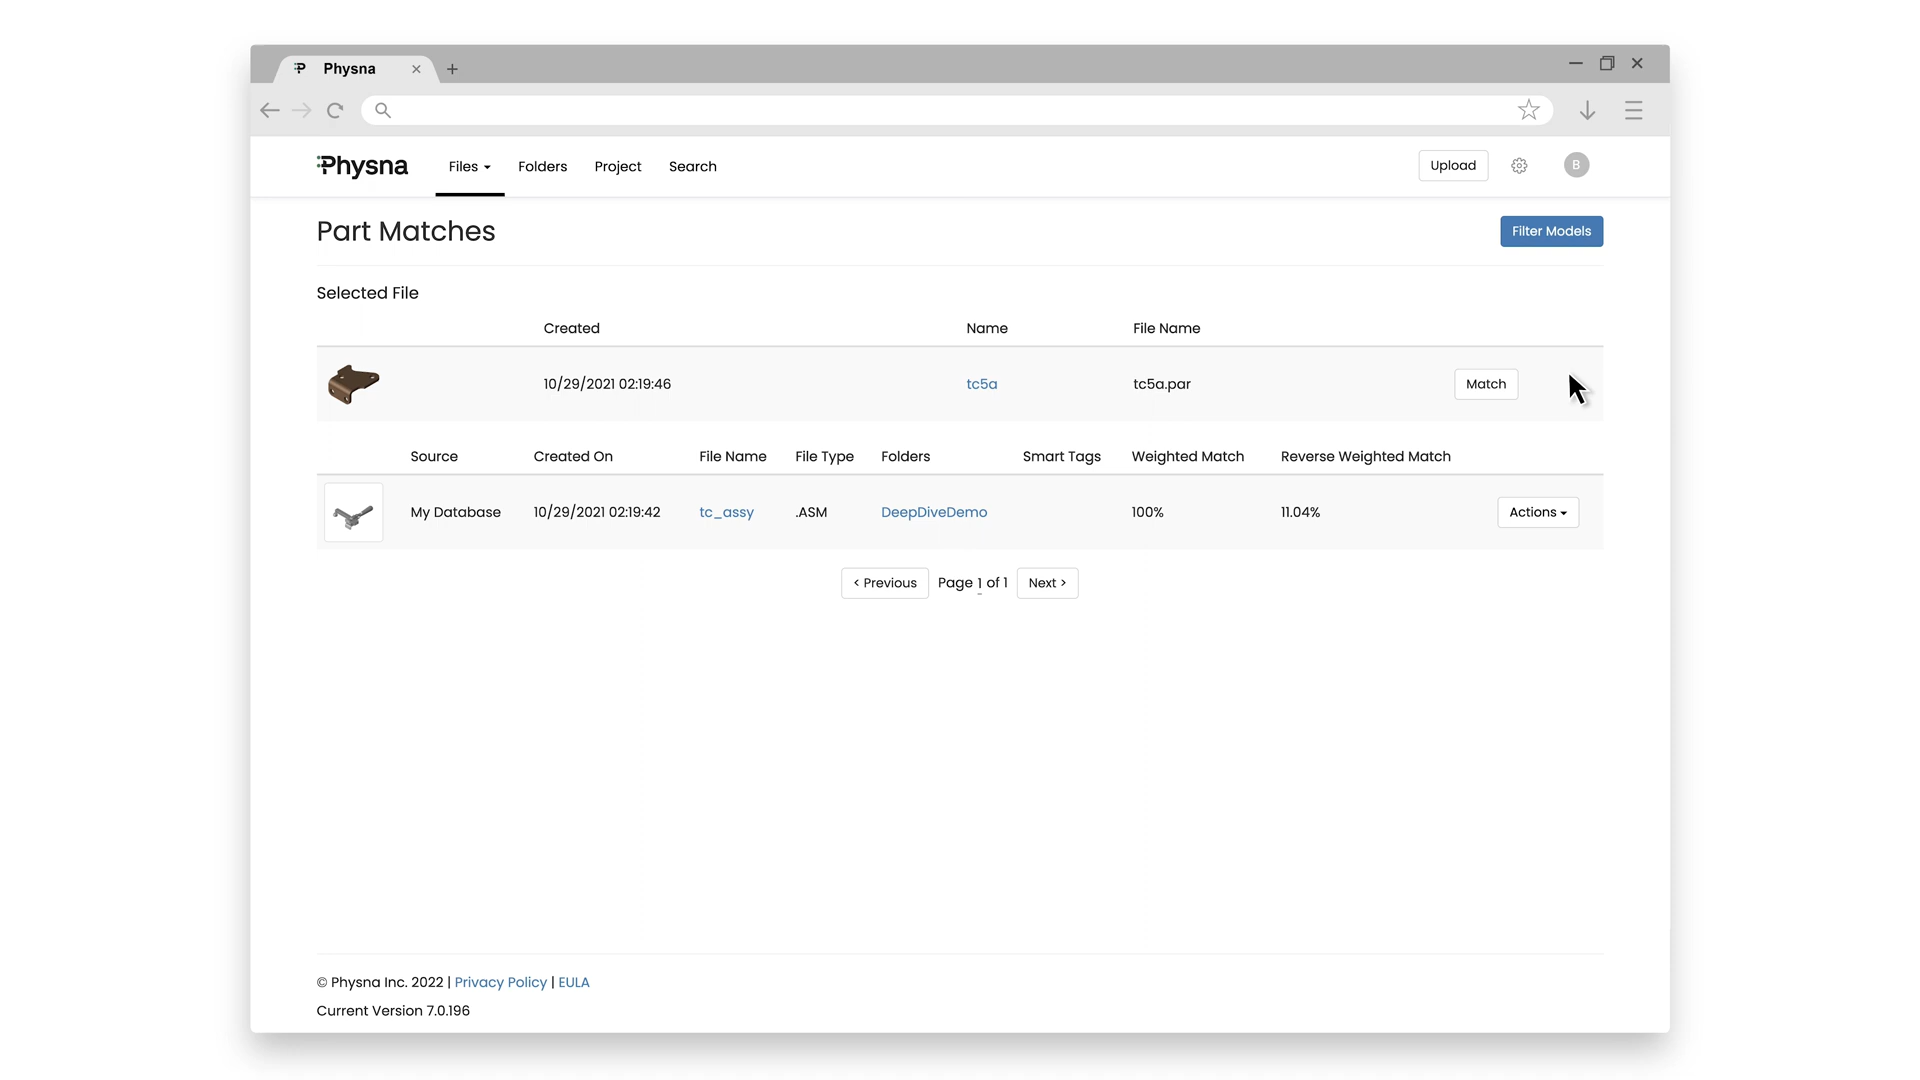 Physna
Physna Files Folders Project Search Upload B
Part Matches Filter Models
Selected File
Created Name File Name
10/29/2021 02:19:46 tc5a tc5a.par Match
Source Created On File Name File Type Folders Smart Tags Weighted Match Reverse Weighted Match
My Database 10/29/2021 02:19:42 tc_assy .ASM DeepDiveDemo 100% 11.04% Actions
< Previous Page 1 of 1 Next >
© Physna Inc. 2022 | Privacy Policy | EULA
Current Version 7.0.196